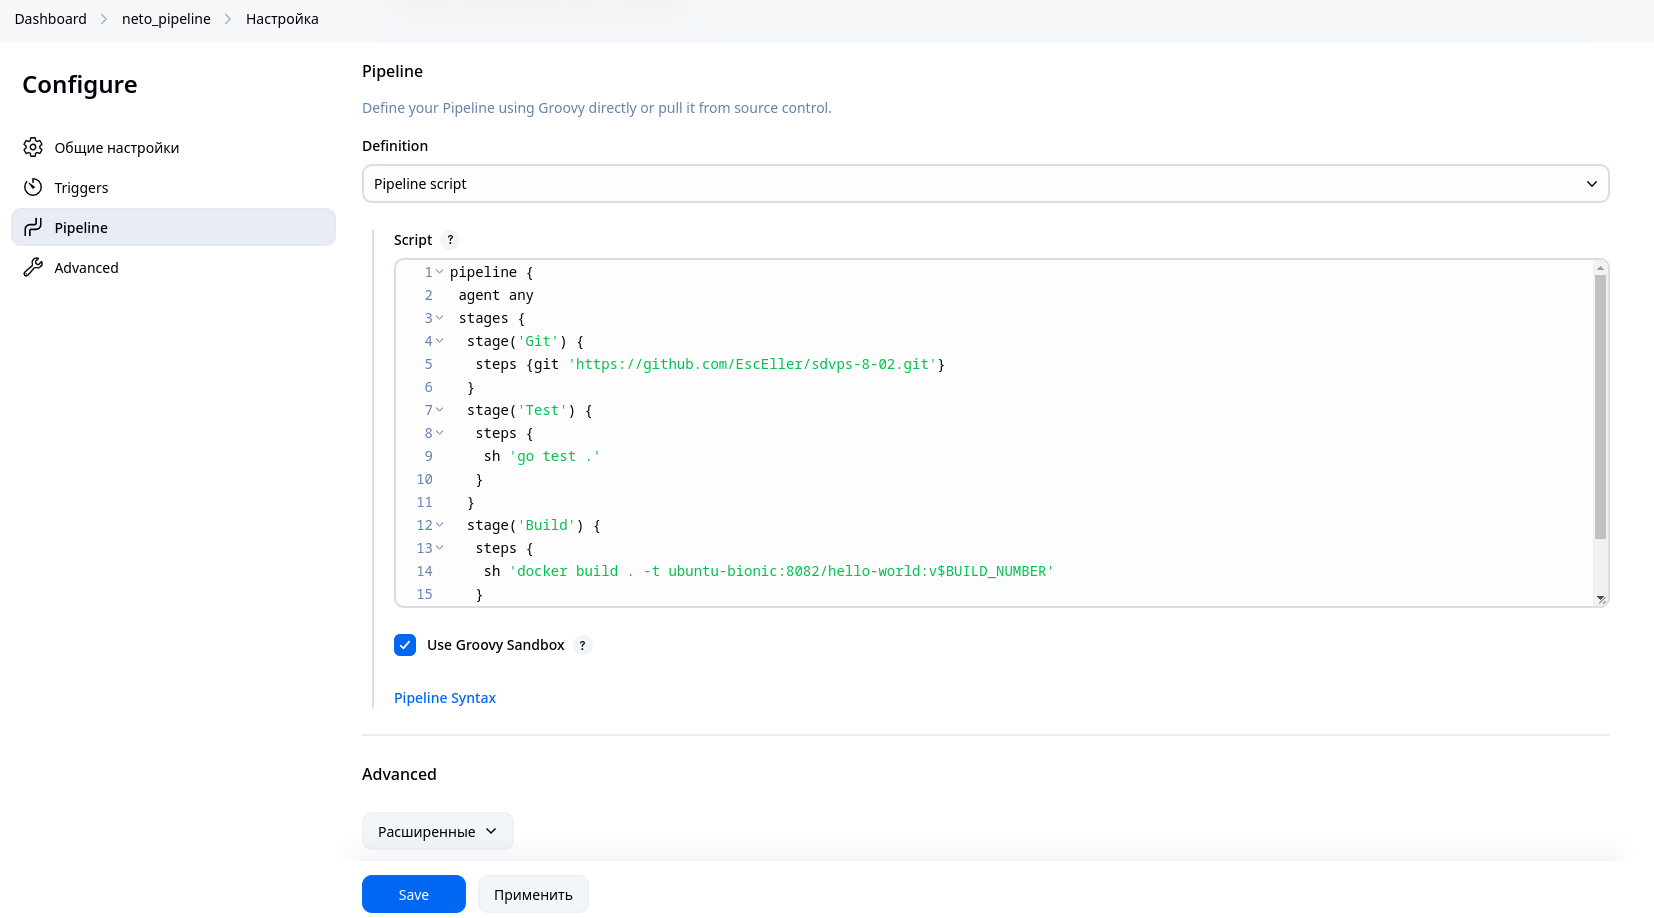 Dashboard > neto_pipeline > Настройка
Configure
Общие настройки
Triggers
Pipeline
Advanced
Pipeline
Define your Pipeline using Groovy directly or pull it from source control.
Definition
Pipeline script
Script ?
1 pipeline {
2  agent any
3  stages {
4   stage('Git') {
5    steps {git 'https://github.com/EscEller/sdvps-8-02.git'}
6   }
7   stage('Test') {
8    steps {
9     sh 'go test .'
10    }
11   }
12   stage('Build') {
13    steps {
14     sh 'docker build . -t ubuntu-bionic:8082/hello-world:v$BUILD_NUMBER'
15    }
Use Groovy Sandbox ?
Pipeline Syntax
Advanced
Расширенные
Save Применить